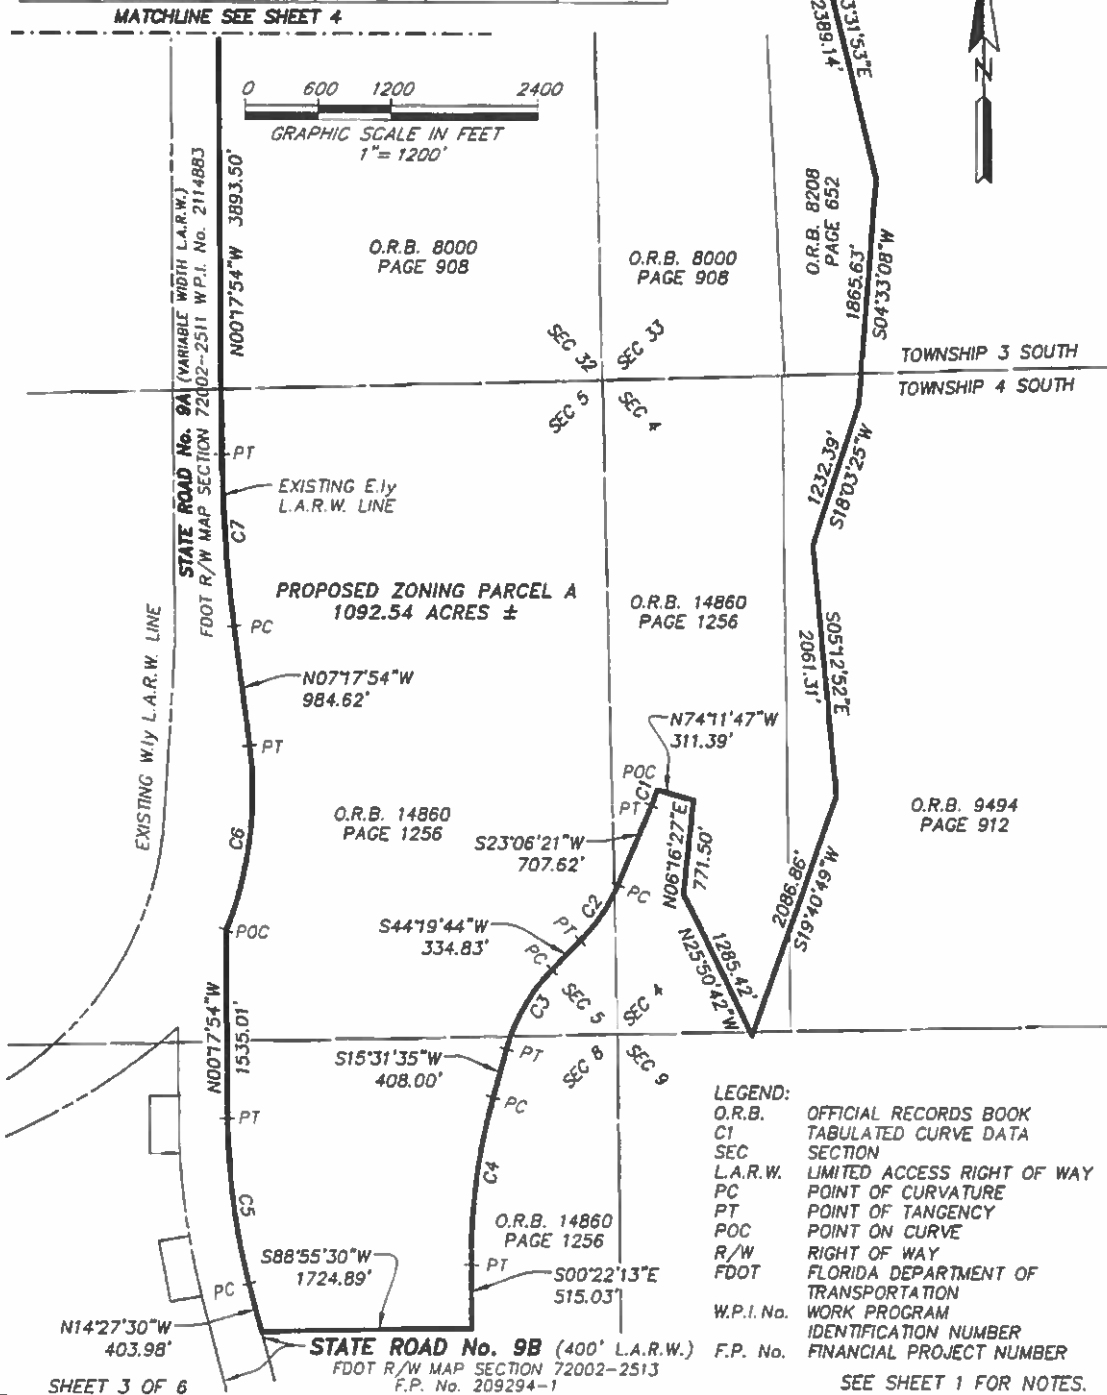 MATCHLINE SEE SHEET 4
0 600 1200 2400
GRAPHIC SCALE IN FEET
1"= 1200'
N
3°31'53"E
2389.14'
N00°17'54"W 3893.50'
STATE ROAD No. 9A (VARIABLE WIDTH L.A.R.W.)
FDOT R/W MAP SECTION 72002-2511 W.P.I. No. 2114883
O.R.B. 8000
PAGE 908
O.R.B. 8000
PAGE 908
O.R.B. 8208
PAGE 652
1865.63'
S04°33'08"W
SEC 32
SEC 33
SEC 5
SEC 4
TOWNSHIP 3 SOUTH
TOWNSHIP 4 SOUTH
PT
EXISTING E.ly
L.A.R.W. LINE
C7
1232.39'
S18°03'25"W
PROPOSED ZONING PARCEL A
1092.54 ACRES ±
O.R.B. 14860
PAGE 1256
PC
EXISTING W.ly L.A.R.W. LINE
N07°17'54"W
984.62'
S05°12'52"E
2061.31'
PT
N74°11'47"W
311.39'
POC
C1
PT
O.R.B. 14860
PAGE 1256
O.R.B. 9494
PAGE 912
C6
S23°06'21"W
707.62'
N06°16'27"E
771.50'
PC
C2
PT
2086.86'
S19°40'49"W
POC
S44°19'44"W
334.83'
PC
1285.42'
N25°50'42"W
C3
SEC 5
SEC 4
SEC 8
SEC 9
N00°17'54"W
1535.01'
PT
S15°31'35"W
408.00'
PC
PT
C4
C5
O.R.B. 14860
PAGE 1256
S88°55'30"W
1724.89'
PT
S00°22'13"E
515.03'
PC
N14°27'30"W
403.98'
LEGEND:
O.R.B. OFFICIAL RECORDS BOOK
C1 TABULATED CURVE DATA
SEC SECTION
L.A.R.W. LIMITED ACCESS RIGHT OF WAY
PC POINT OF CURVATURE
PT POINT OF TANGENCY
POC POINT ON CURVE
R/W RIGHT OF WAY
FDOT FLORIDA DEPARTMENT OF
TRANSPORTATION
W.P.I. No. WORK PROGRAM
IDENTIFICATION NUMBER
F.P. No. FINANCIAL PROJECT NUMBER
STATE ROAD No. 9B (400' L.A.R.W.)
FDOT R/W MAP SECTION 72002-2513
F.P. No. 209294-1
SHEET 3 OF 6
SEE SHEET 1 FOR NOTES.